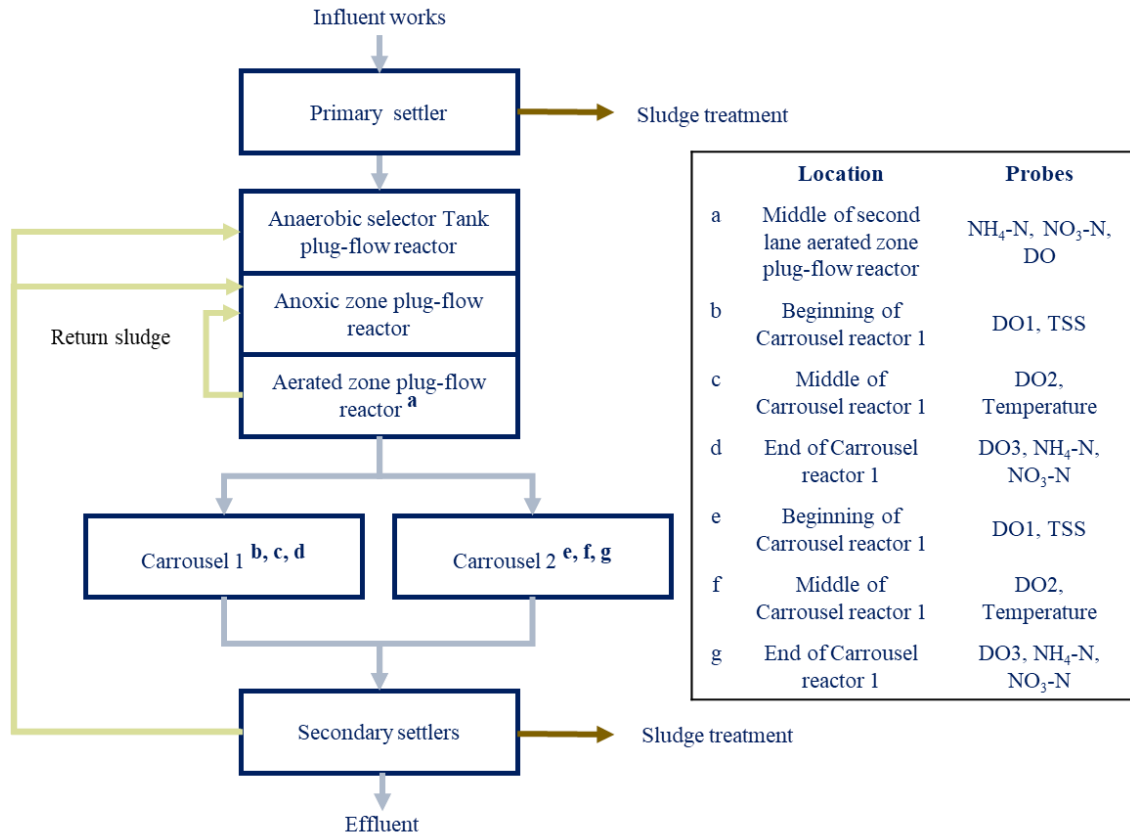 Influent works
Primary settler
Sludge treatment
Anaerobic selector Tank
plug-flow reactor
Anoxic zone plug-flow
reactor
Return sludge
Aerated zone plug-flow
reactor a
Carrousel 1 b, c, d
Carrousel 2 e, f, g
Secondary settlers
Sludge treatment
Effluent
Location Probes
a Middle of second
lane aerated zone
plug-flow reactor
NH₄-N, NO₃-N,
DO
b Beginning of
Carrousel reactor 1
DO1, TSS
c Middle of
Carrousel reactor 1
DO2,
Temperature
d End of Carrousel
reactor 1
DO3, NH₄-N,
NO₃-N
e Beginning of
Carrousel reactor 1
DO1, TSS
f Middle of
Carrousel reactor 1
DO2,
Temperature
g End of Carrousel
reactor 1
DO3, NH₄-N,
NO₃-N